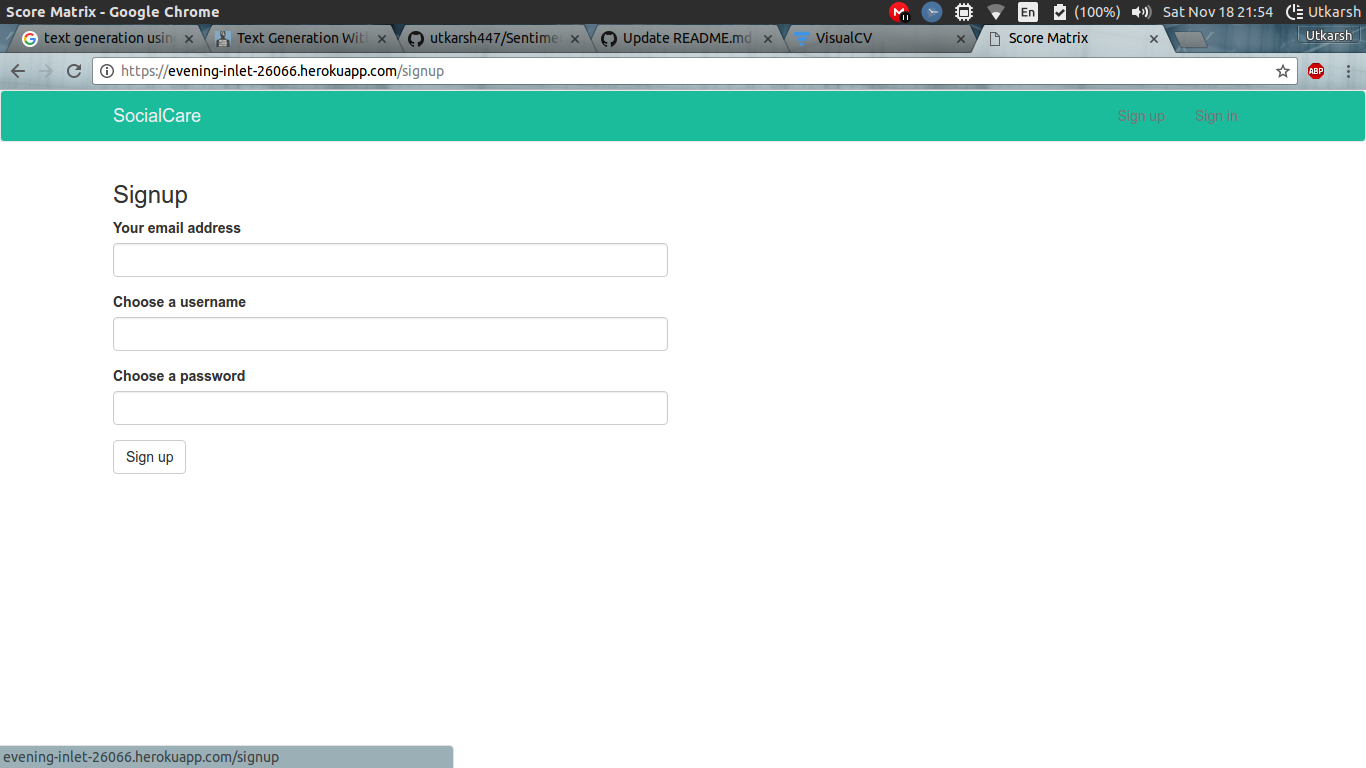 Score Matrix - Google Chrome
En (100%) Sat Nov 18 21:54 Utkarsh
text generation usin
Text Generation With
utkarsh447/Sentime
Update README.md
VisualCV
Score Matrix
Utkarsh
https://evening-inlet-26066.herokuapp.com/signup
ABP
SocialCare
Sign up
Sign in
Signup
Your email address
Choose a username
Choose a password
Sign up
evening-inlet-26066.herokuapp.com/signup